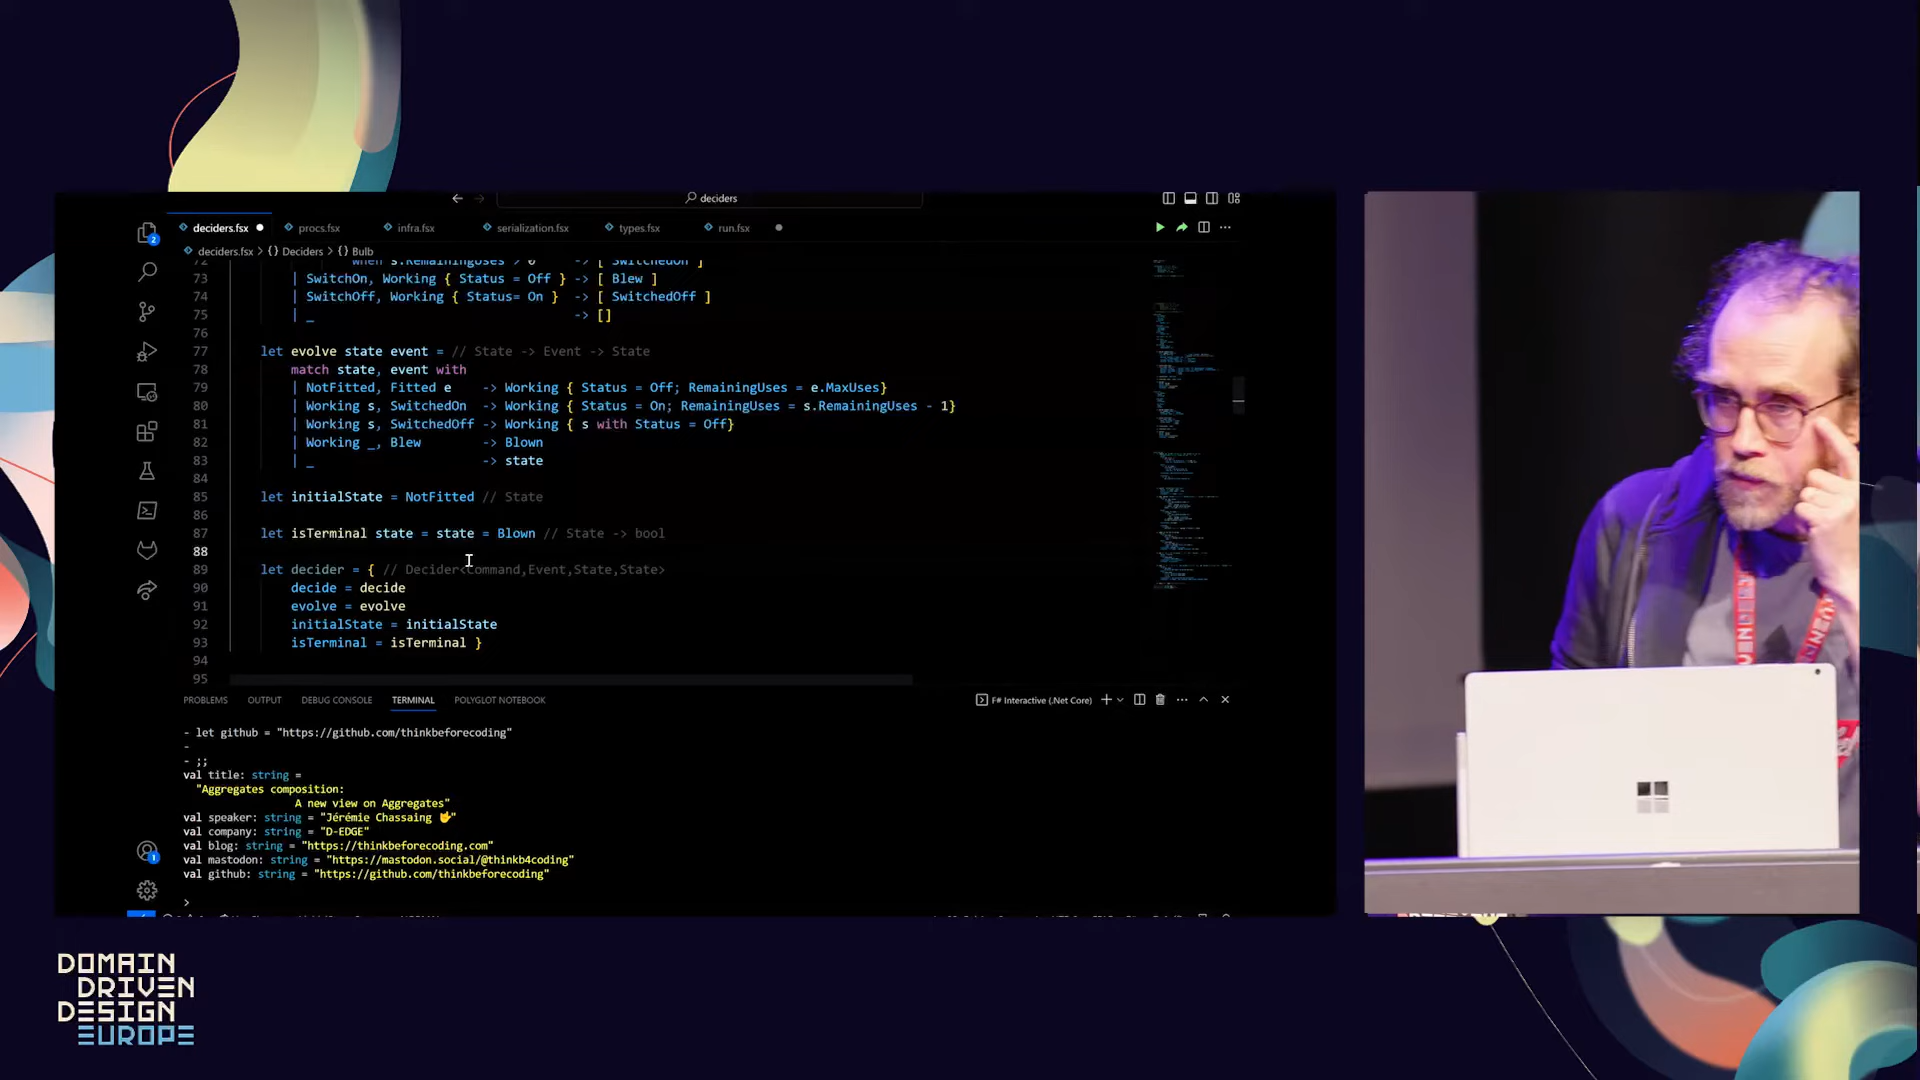 deciders
deciders.fsx
procs.fsx
infra.fsx
serialization.fsx
types.fsx
run.fsx
deciders.fsx > {} Deciders > {} Bulb
72 when s.RemainingUses > 0 -> [ SwitchedOn ]
73 | SwitchOn, Working { Status = Off } -> [ Blew ]
74 | SwitchOff, Working { Status= On } -> [ SwitchedOff ]
75 | _ -> []
76
77 let evolve state event = // State -> Event -> State
78 match state, event with
79 | NotFitted, Fitted e -> Working { Status = Off; RemainingUses = e.MaxUses}
80 | Working s, SwitchedOn -> Working { Status = On; RemainingUses = s.RemainingUses - 1}
81 | Working s, SwitchedOff -> Working { s with Status = Off}
82 | Working _, Blew -> Blown
83 | _ -> state
84
85 let initialState = NotFitted // State
86
87 let isTerminal state = state = Blown // State -> bool
88
89 let decider = { // Decider<Command,Event,State,State>
90 decide = decide
91 evolve = evolve
92 initialState = initialState
93 isTerminal = isTerminal }
94
95
PROBLEMS OUTPUT DEBUG CONSOLE TERMINAL POLYGLOT NOTEBOOK
F# Interactive (.Net Core)
- let github = "https://github.com/thinkbeforecoding"
-
- ;;
val title: string =
"Aggregates composition:
A new view on Aggregates"
val speaker: string = "Jérémie Chassaing 🤟"
val company: string = "D-EDGE"
val blog: string = "https://thinkbeforecoding.com"
val mastodon: string = "https://mastodon.social/@thinkb4coding"
val github: string = "https://github.com/thinkbeforecoding"
>
DOMAIN
DRIVEN
DESIGN
EUROPE